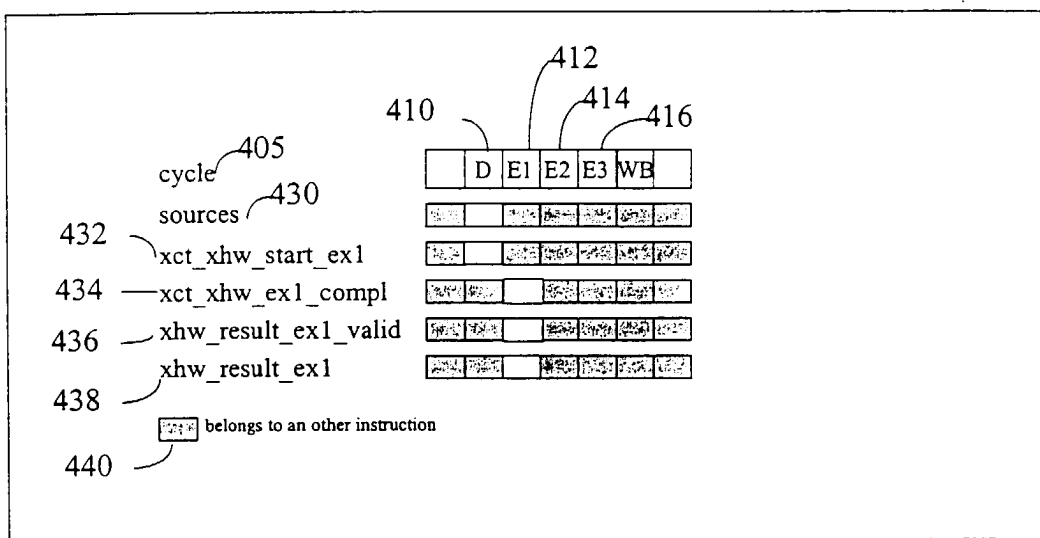 412
414
410
416
405
cycle
D E1 E2 E3 WB
430
sources
432
xct_xhw_start_ex1
434
xct_xhw_ex1_compl
436
xhw_result_ex1_valid
xhw_result_ex1
438
belongs to an other instruction
440